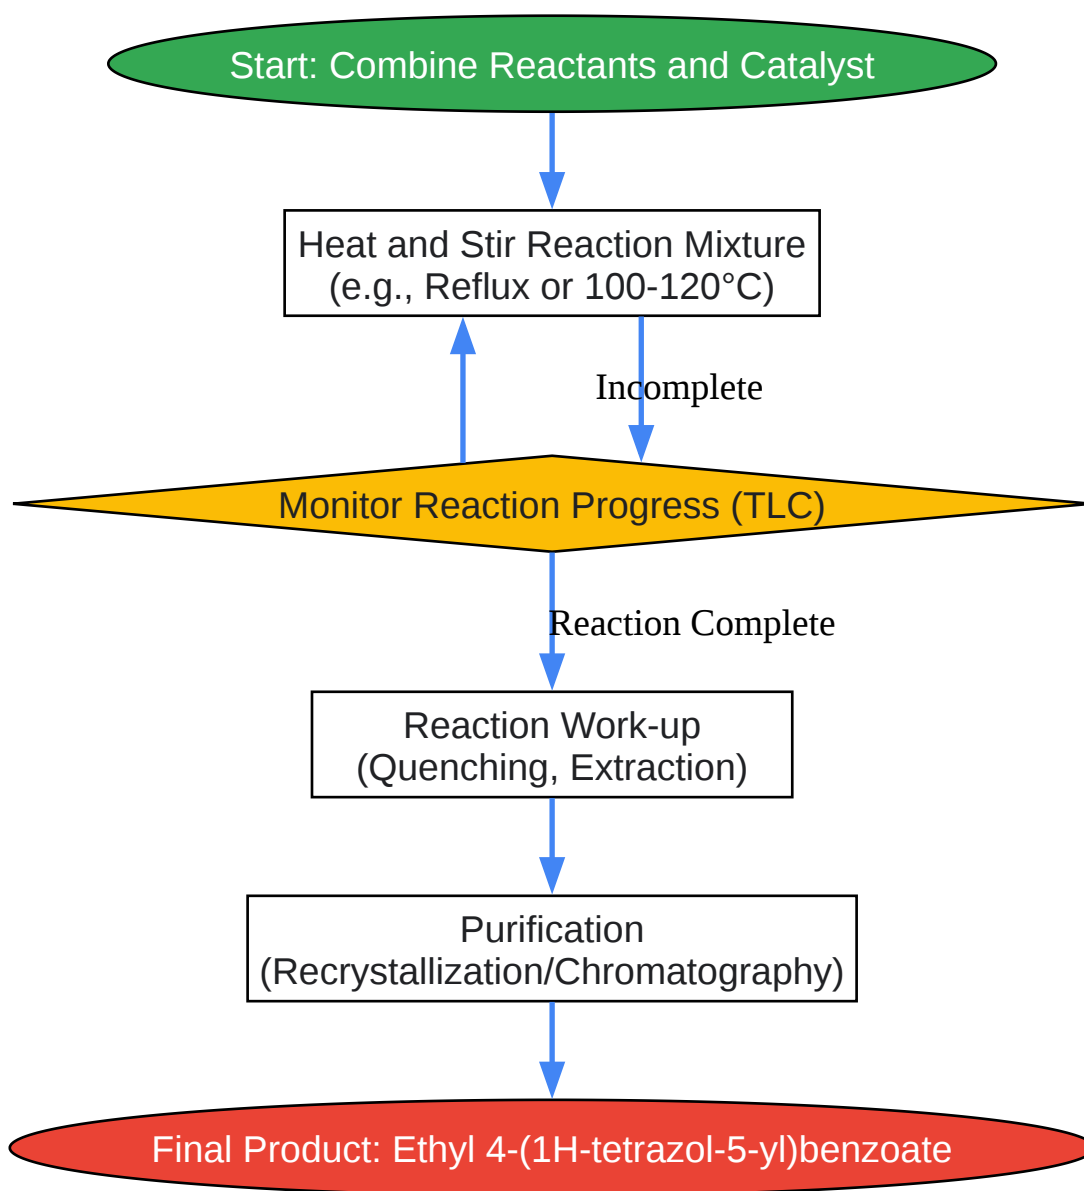 Start: Combine Reactants and Catalyst
Heat and Stir Reaction Mixture
(e.g., Reflux or 100-120°C)
Incomplete
Monitor Reaction Progress (TLC)
Reaction Complete
Reaction Work-up
(Quenching, Extraction)
Purification
(Recrystallization/Chromatography)
Final Product: Ethyl 4-(1H-tetrazol-5-yl)benzoate